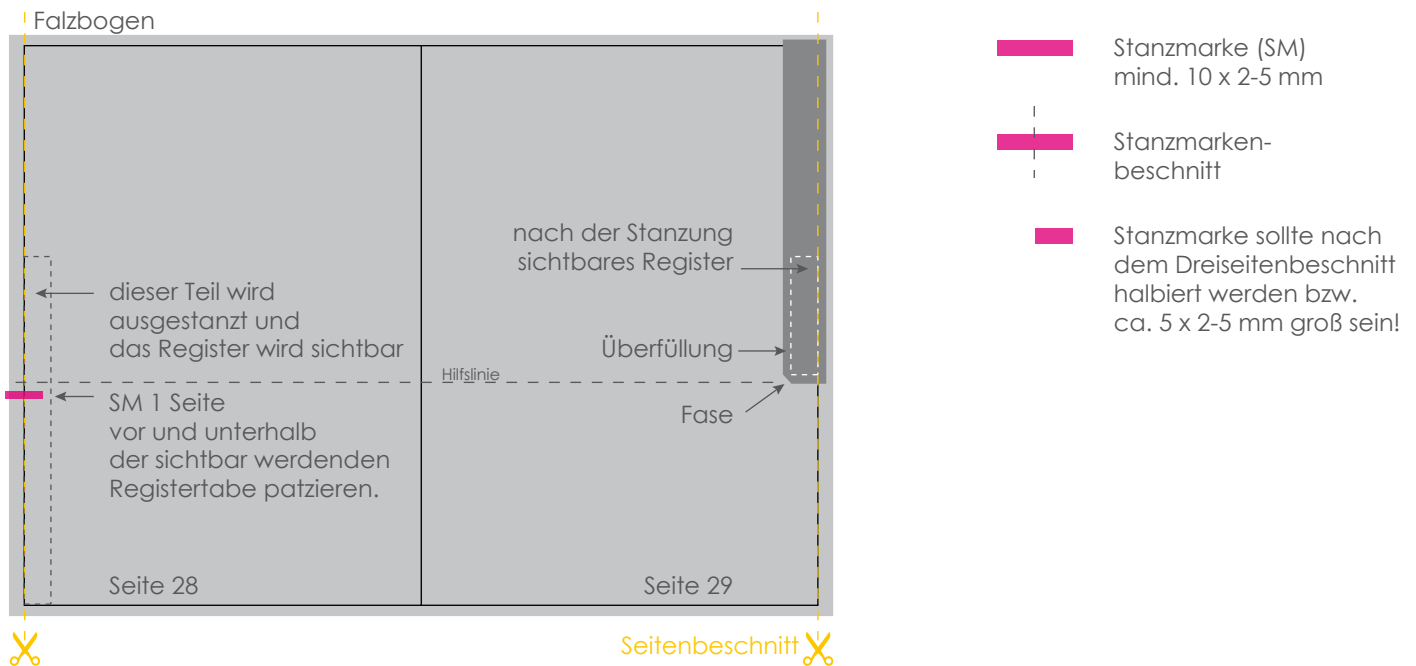 Falzbogen
nach der Stanzung
sichtbares Register
dieser Teil wird
ausgestanzt und
das Register wird sichtbar
Überfüllung
Hilfslinie
SM 1 Seite
vor und unterhalb
der sichtbar werdenden
Registertabe patzieren.
Fase
Seite 28
Seite 29
Seitenbeschnitt
Stanzmarke (SM)
mind. 10 x 2-5 mm
Stanzmarken-
beschnitt
Stanzmarke sollte nach
dem Dreiseitenbeschnitt
halbiert werden bzw.
ca. 5 x 2-5 mm groß sein!